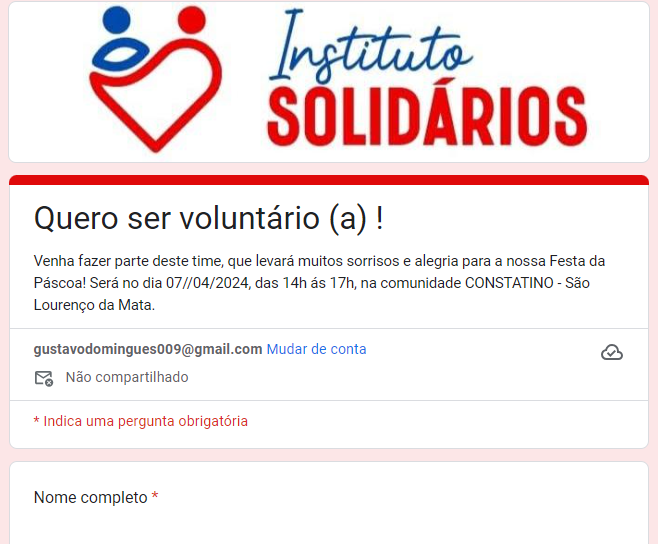 Instituto
SOLIDÁRIOS
Quero ser voluntário (a) !
Venha fazer parte deste time, que levará muitos sorrisos e alegria para a nossa Festa da
Páscoa! Será no dia 07//04/2024, das 14h ás 17h, na comunidade CONSTATINO - São
Lourenço da Mata.
gustavodomingues009@gmail.com Mudar de conta
Não compartilhado
* Indica uma pergunta obrigatória
Nome completo *